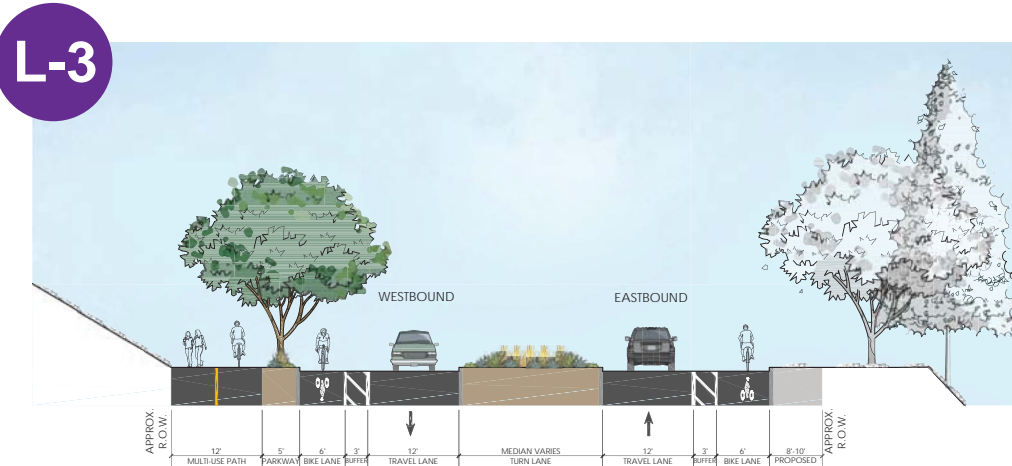 L-3
WESTBOUND
EASTBOUND
APPROX.
R.O.W.
12'
MULTI-USE PATH
5'
PARKWAY
6'
BIKE LANE
3'
BUFFER
12'
TRAVEL LANE
MEDIAN VARIES
TURN LANE
12'
TRAVEL LANE
3'
BUFFER
6'
BIKE LANE
8'-10'
PROPOSED
APPROX.
R.O.W.